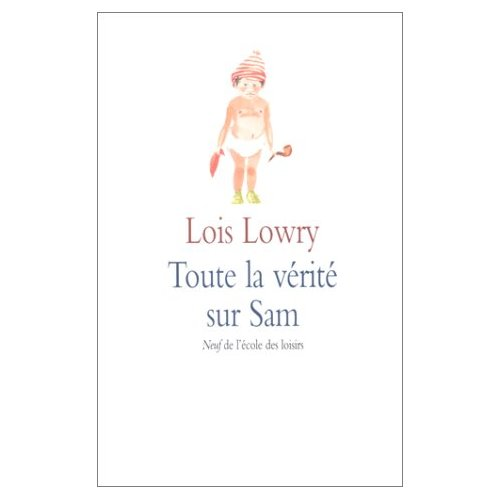 Lois Lowry
Toute la vérité
sur Sam
Neuf de l'école des loisirs